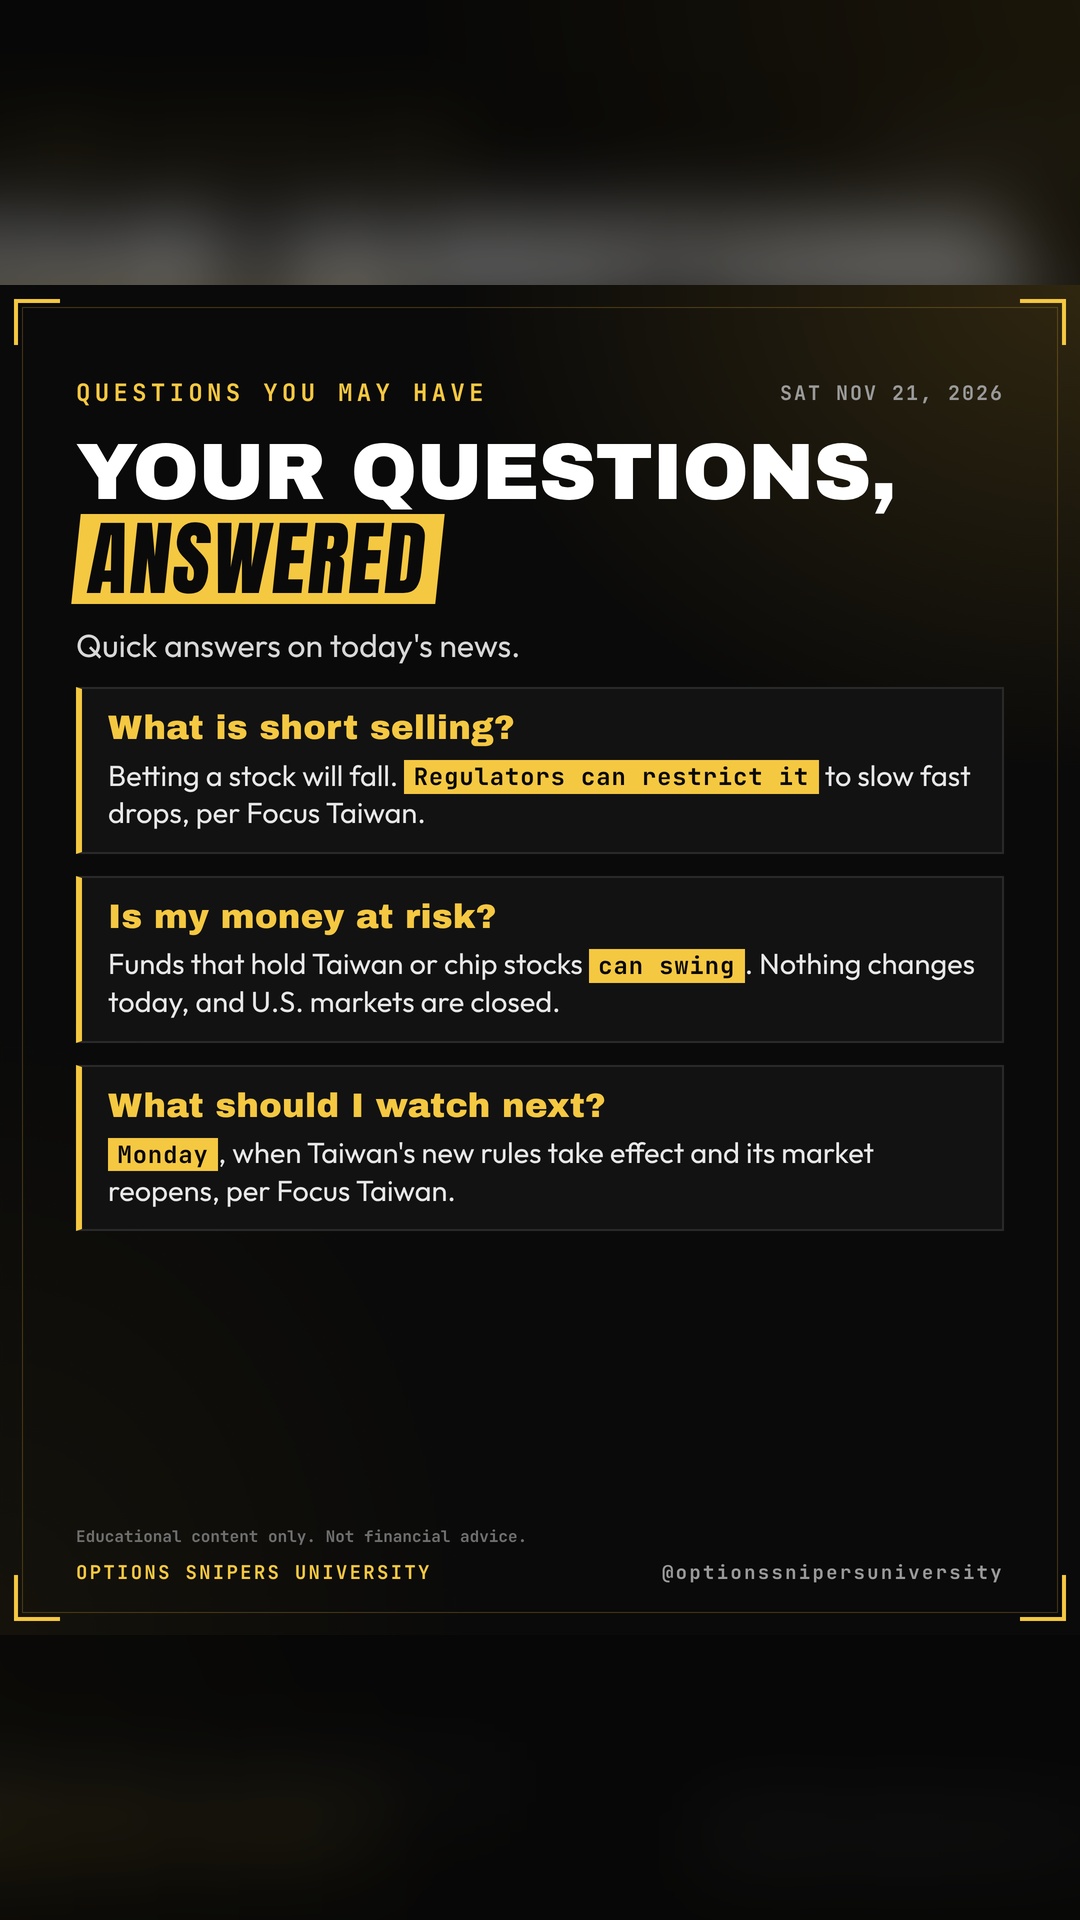 QUESTIONS YOU MAY HAVE
SAT NOV 21, 2026
YOUR QUESTIONS,
ANSWERED
Quick answers on today's news.
What is short selling?
Betting a stock will fall. Regulators can restrict it to slow fast
drops, per Focus Taiwan.
Is my money at risk?
Funds that hold Taiwan or chip stocks can swing. Nothing changes
today, and U.S. markets are closed.
What should I watch next?
Monday, when Taiwan's new rules take effect and its market
reopens, per Focus Taiwan.
Educational content only. Not financial advice.
OPTIONS SNIPERS UNIVERSITY
@optionssnipersuniversity